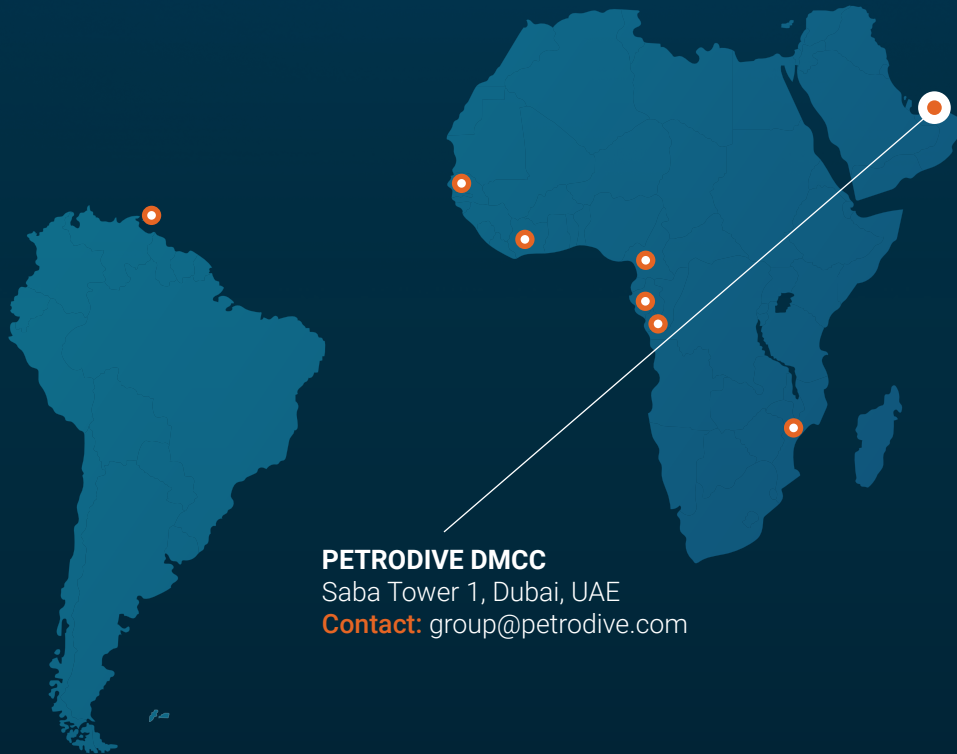 PETRODIVE DMCC
Saba Tower 1, Dubai, UAE
Contact: group@petrodive.com